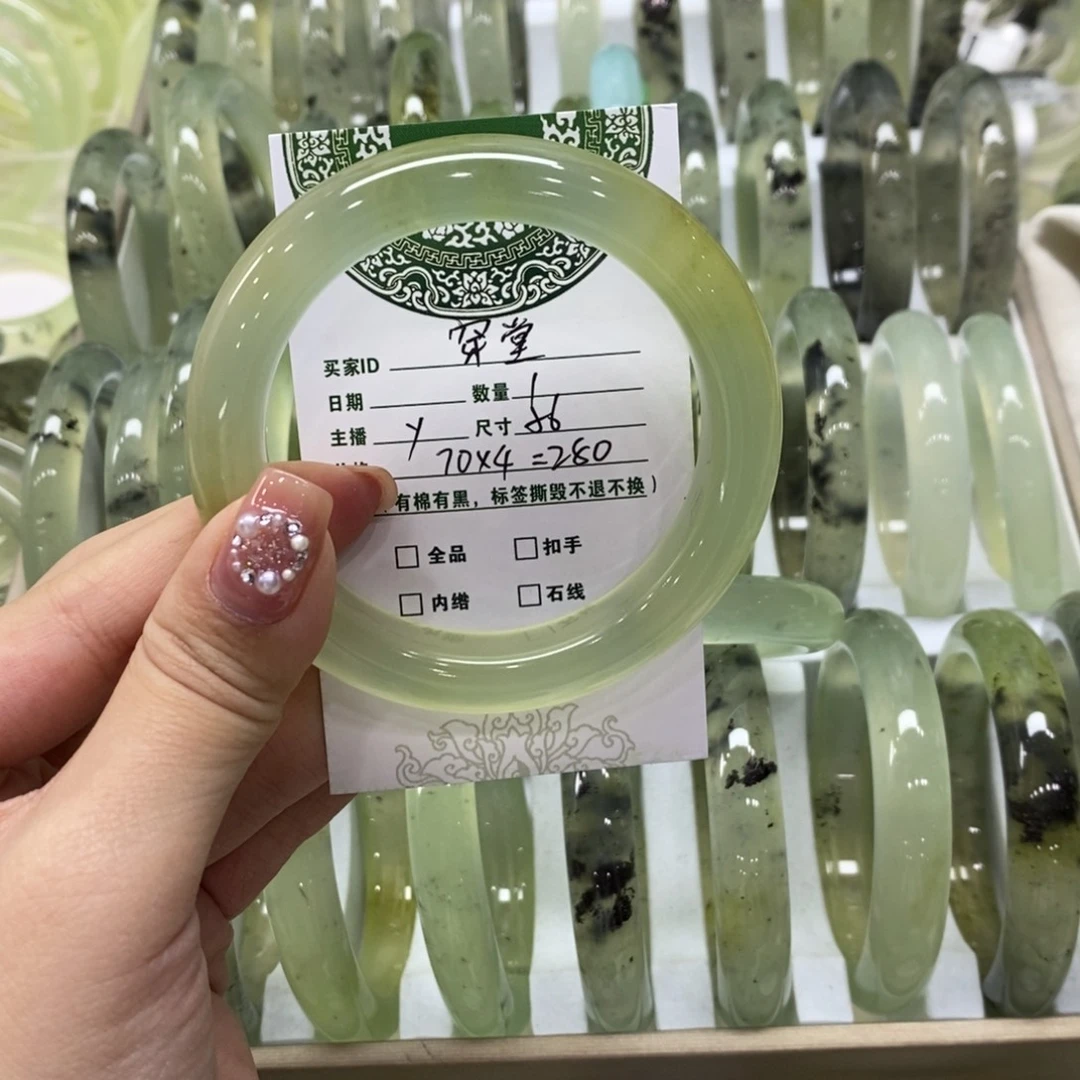 买家ID 穿堂
日期 数量 1
主播 y 尺寸 56
70x4=280
有棉有黑，标签撕毁不退不换）
全品 扣手
内绺 石线